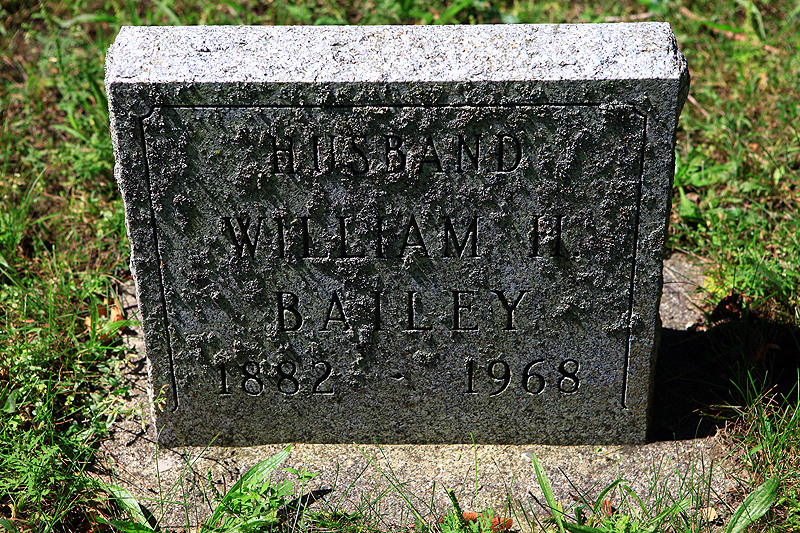 HUSBAND
WILLIAM H.
BAILEY
1882 - 1968